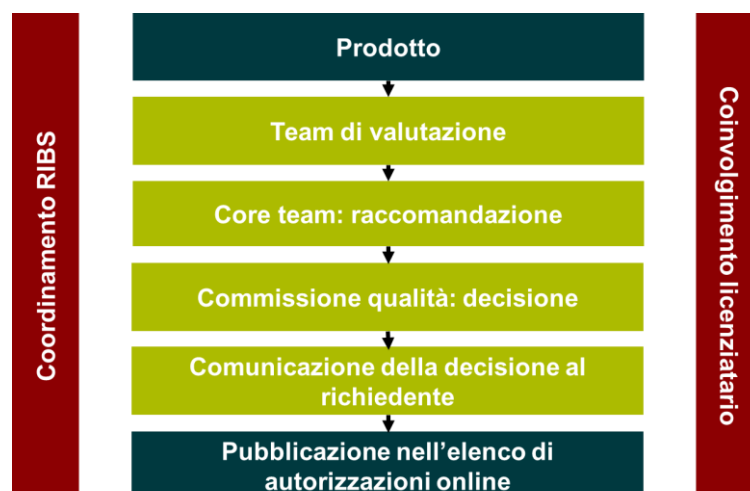 Coordinamento RIBS
Prodotto
Team di valutazione
Core team: raccomandazione
Commissione qualità: decisione
Comunicazione della decisione al
richiedente
Pubblicazione nell'elenco di
autorizzazioni online
Coinvolgimento licenziatario